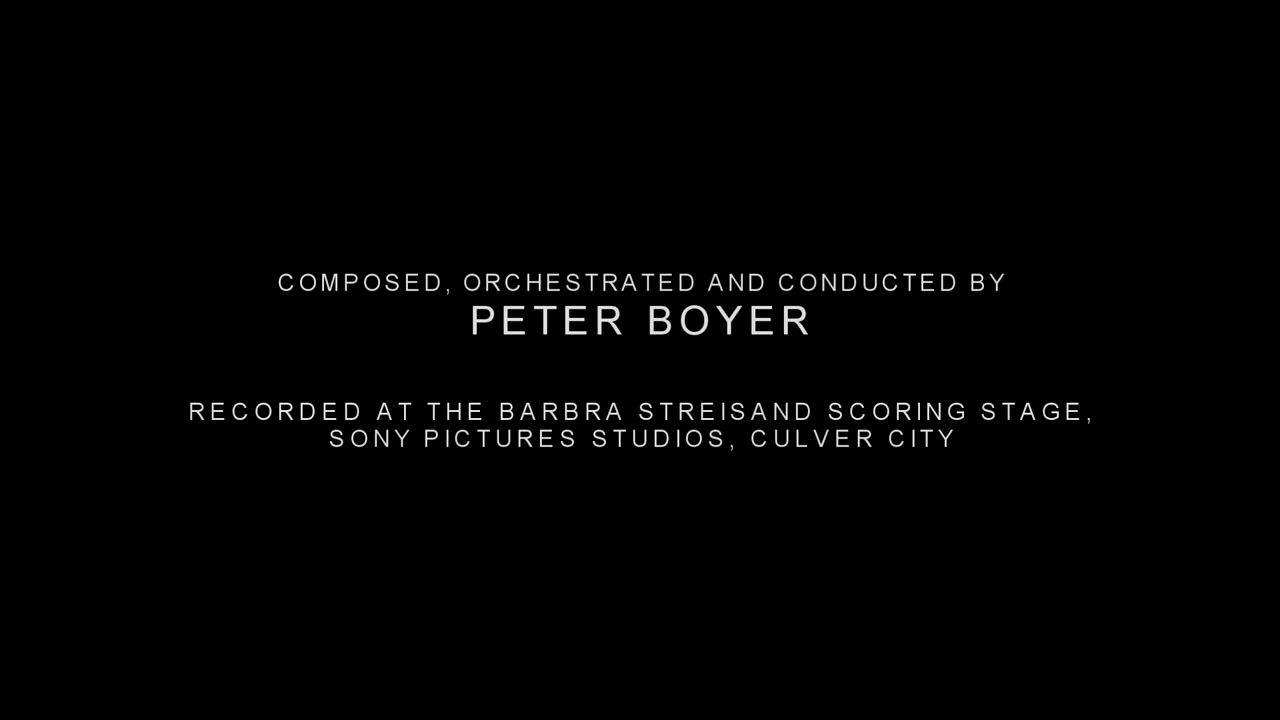 COMPOSED, ORCHESTRATED AND CONDUCTED BY
PETER BOYER
RECORDED AT THE BARBRA STREISAND SCORING STAGE,
SONY PICTURES STUDIOS, CULVER CITY